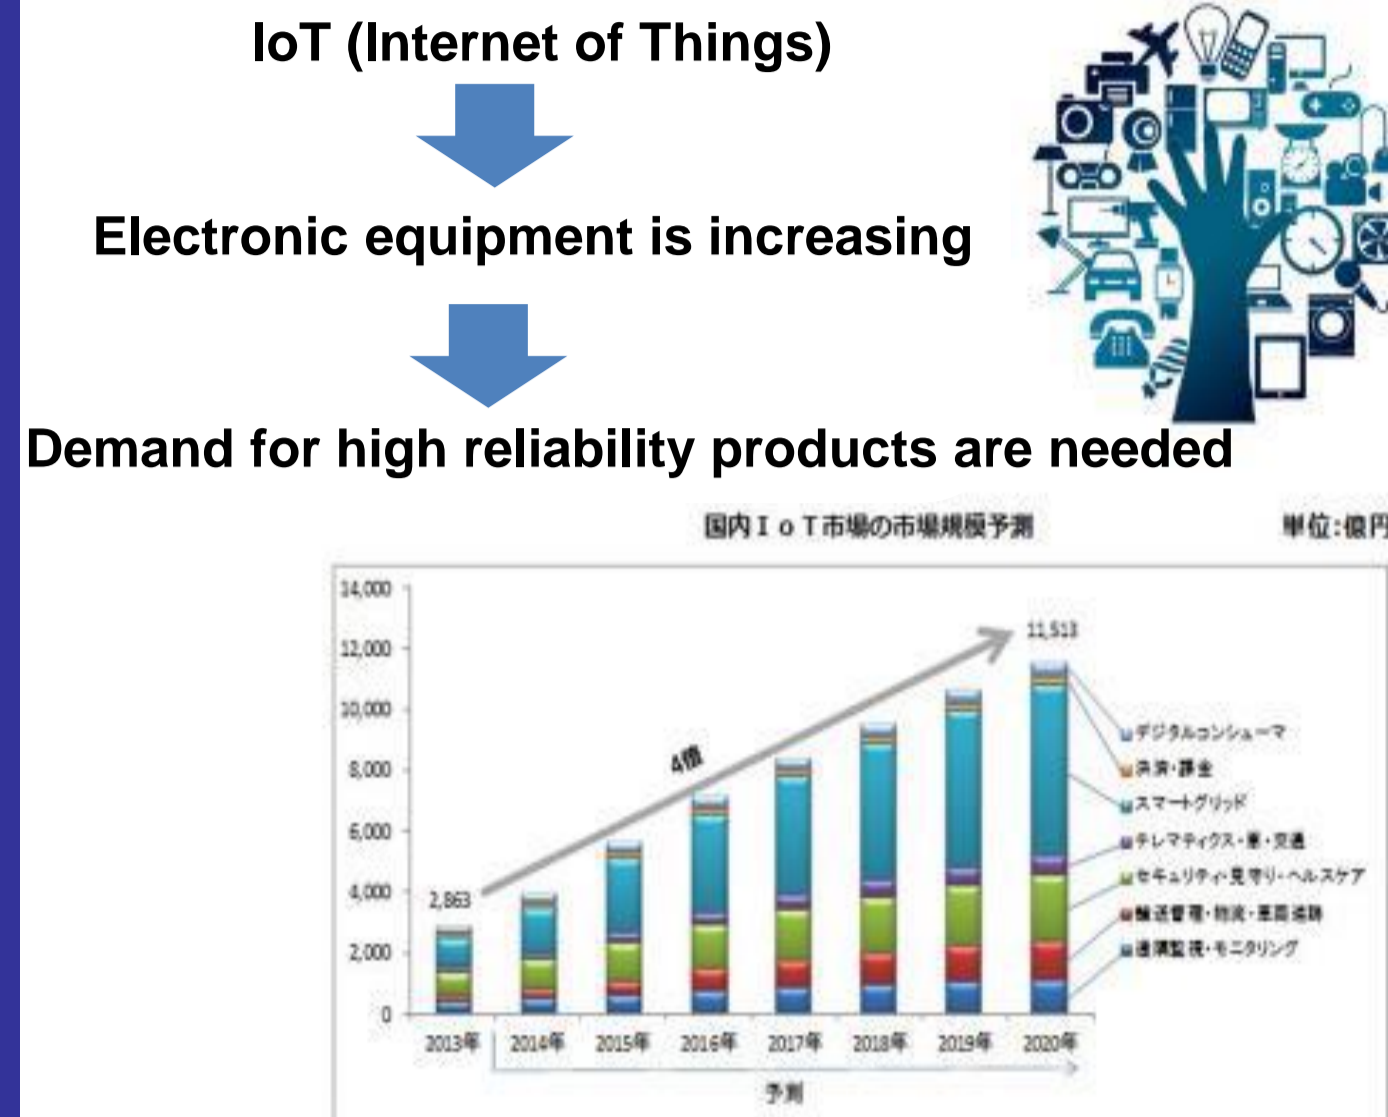 IoT (Internet of Things)
Electronic equipment is increasing
Demand for high reliability products are needed
国内ＩｏＴ市場の市場規模予測
単位:億円
14,000
12,000
10,000
8,000
6,000
4,000
2,000
0
2,863
4倍
11,513
デジタルコンシューマ
決済・課金
スマートグリッド
テレマティクス・車・交通
セキュリティ・見守り・ヘルスケア
輸送管理・物流・車両追跡
遠隔監視・モニタリング
2013年 2014年 2015年 2016年 2017年 2018年 2019年 2020年
予測